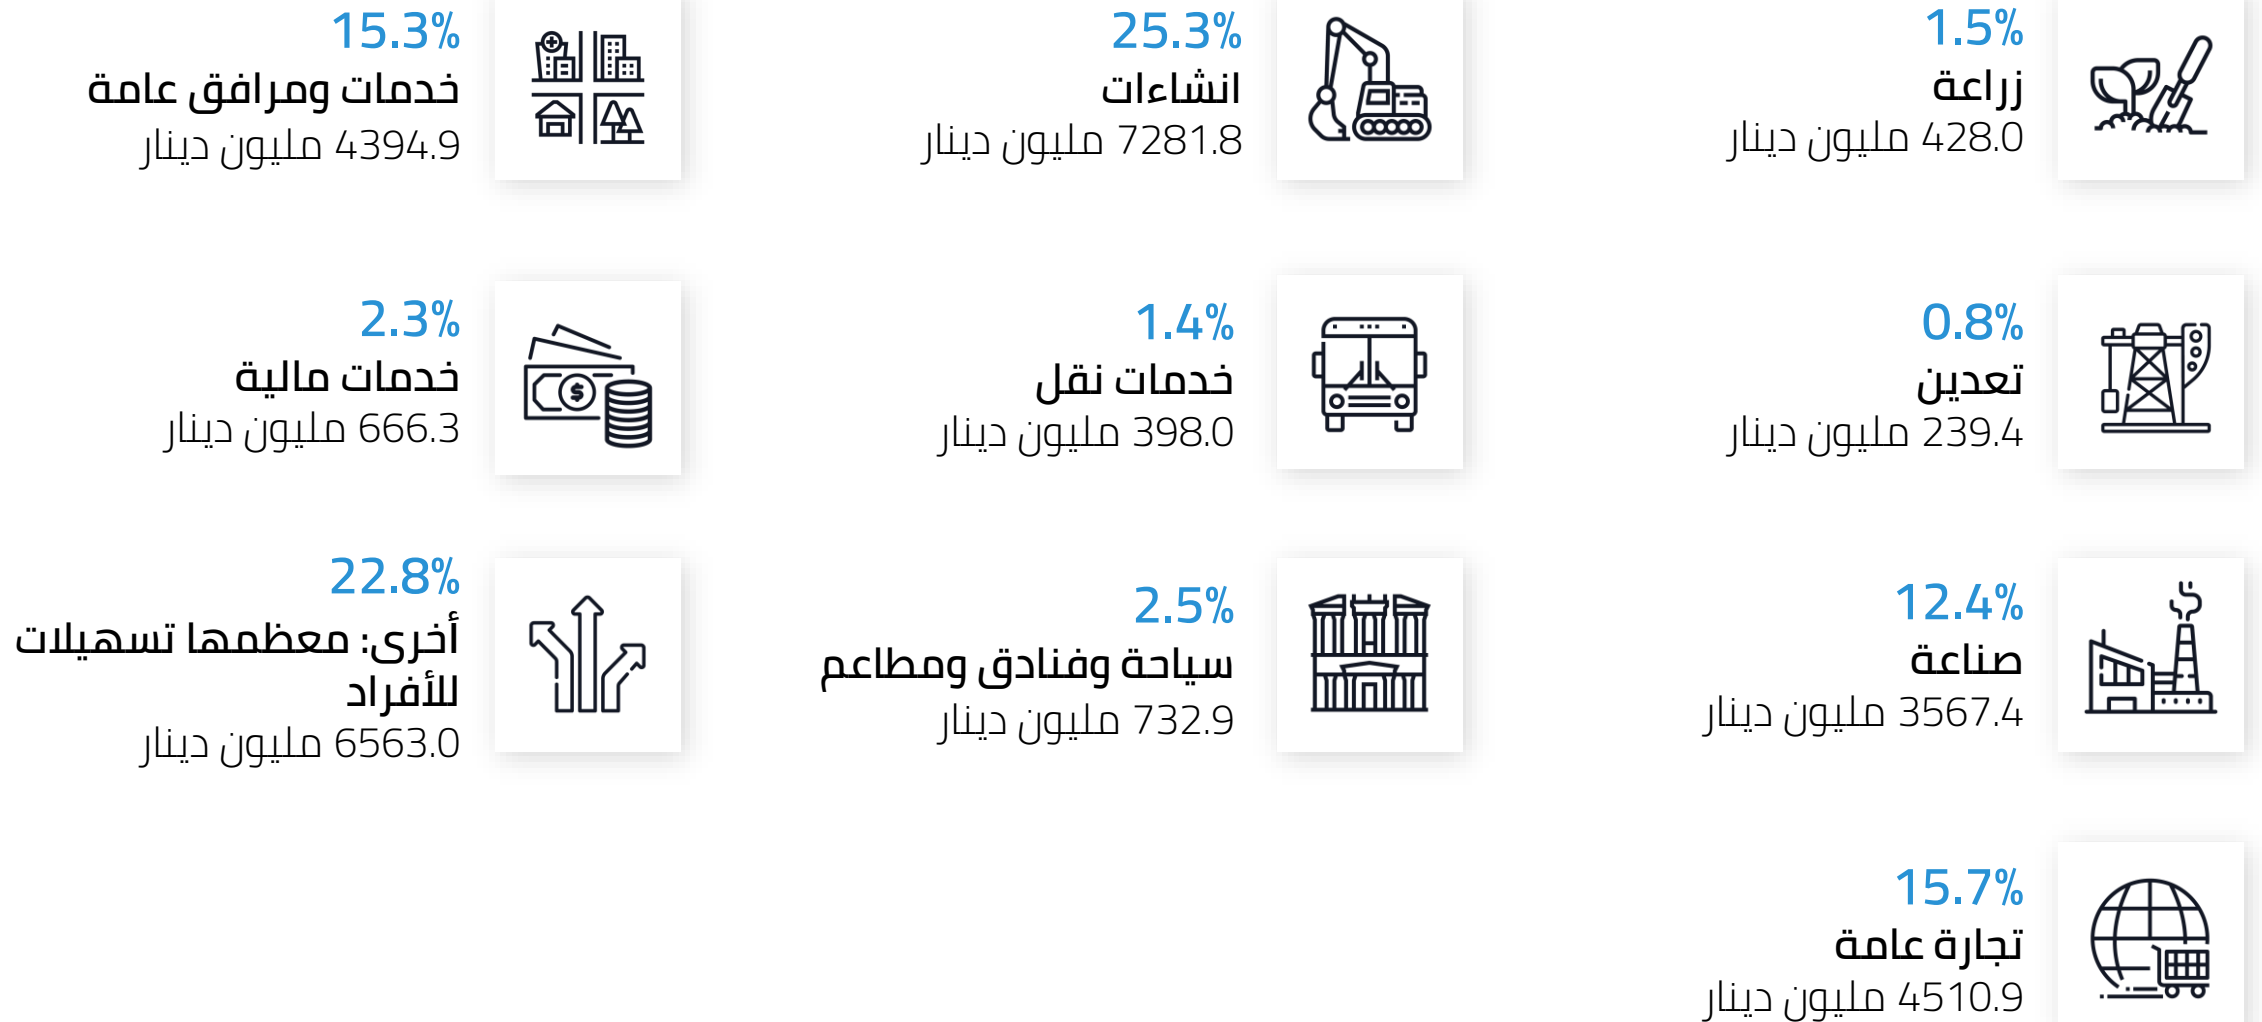 1.5%
زراعة
428.0 مليون دينار
0.8%
تعدين
239.4 مليون دينار
12.4%
صناعة
3567.4 مليون دينار
15.7%
تجارة عامة
4510.9 مليون دينار
25.3%
انشاءات
7281.8 مليون دينار
1.4%
خدمات نقل
398.0 مليون دينار
2.5%
سياحة وفنادق ومطاعم
732.9 مليون دينار
15.3%
خدمات ومرافق عامة
4394.9 مليون دينار
2.3%
خدمات مالية
666.3 مليون دينار
22.8%
أخرى: معظمها تسهيلات
للأفراد
6563.0 مليون دينار